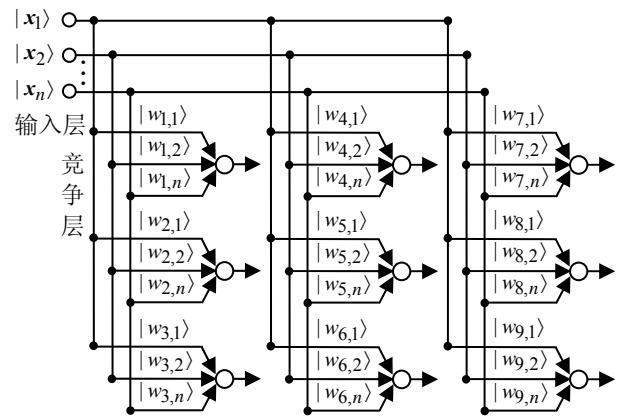 |x₁⟩
|x₂⟩
⋮
|xₙ⟩
输入层
竞争层
|w₁,₁⟩ |w₄,₁⟩ |w₇,₁⟩
|w₁,₂⟩ |w₄,₂⟩ |w₇,₂⟩
|w₁,ₙ⟩ |w₄,ₙ⟩ |w₇,ₙ⟩
|w₂,₁⟩ |w₅,₁⟩ |w₈,₁⟩
|w₂,₂⟩ |w₅,₂⟩ |w₈,₂⟩
|w₂,ₙ⟩ |w₅,ₙ⟩ |w₈,ₙ⟩
|w₃,₁⟩ |w₆,₁⟩ |w₉,₁⟩
|w₃,₂⟩ |w₆,₂⟩ |w₉,₂⟩
|w₃,ₙ⟩ |w₆,ₙ⟩ |w₉,ₙ⟩